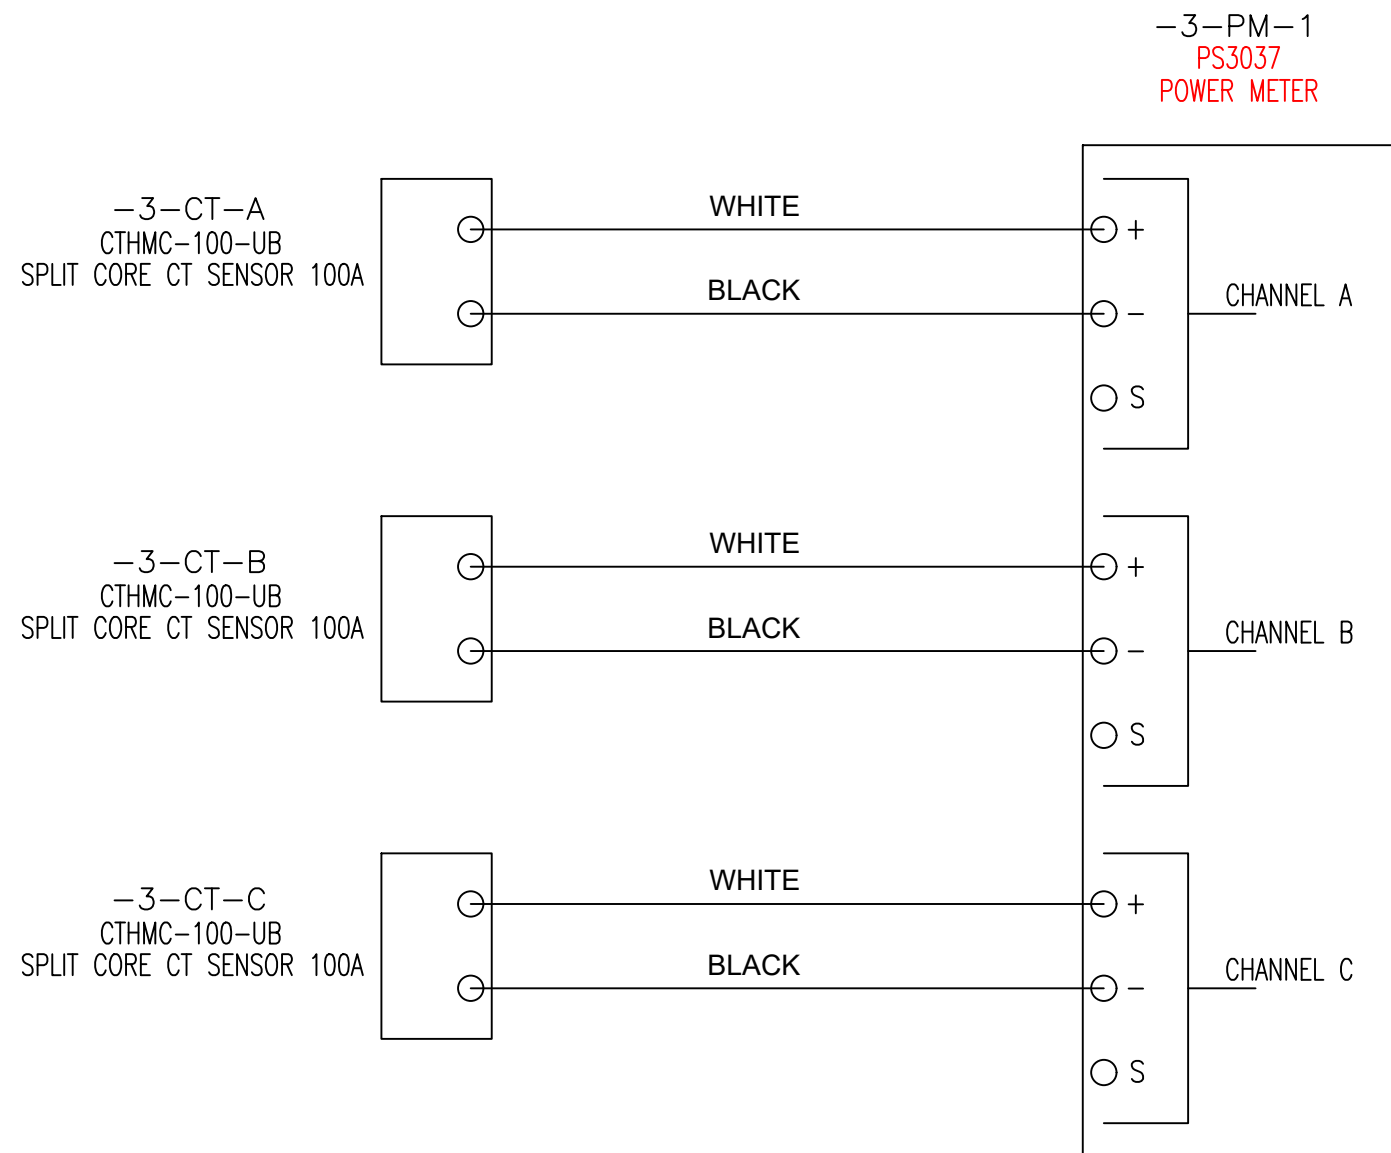 -3-PM-1
PS3037
POWER METER
-3-CT-A
CTHMC-100-UB
SPLIT CORE CT SENSOR 100A
WHITE
+
BLACK
-
CHANNEL A
S
-3-CT-B
CTHMC-100-UB
SPLIT CORE CT SENSOR 100A
WHITE
+
BLACK
-
CHANNEL B
S
-3-CT-C
CTHMC-100-UB
SPLIT CORE CT SENSOR 100A
WHITE
+
BLACK
-
CHANNEL C
S